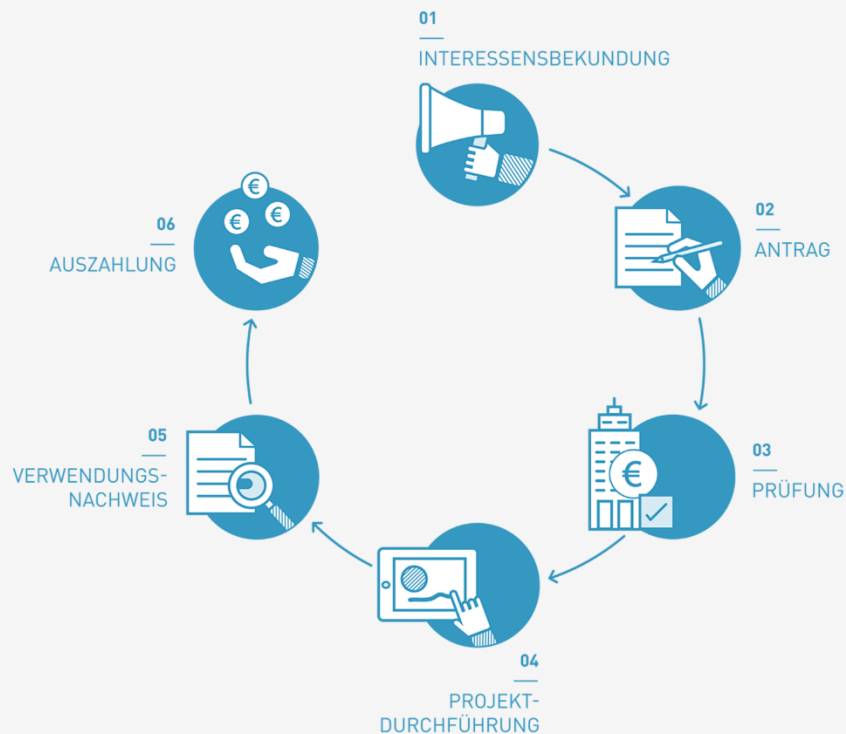 01
INTERESSENSBEKUNDUNG
02
ANTRAG
03
PRÜFUNG
04
PROJEKT-
DURCHFÜHRUNG
05
VERWENDUNGS-
NACHWEIS
06
AUSZAHLUNG
€
€
€
€